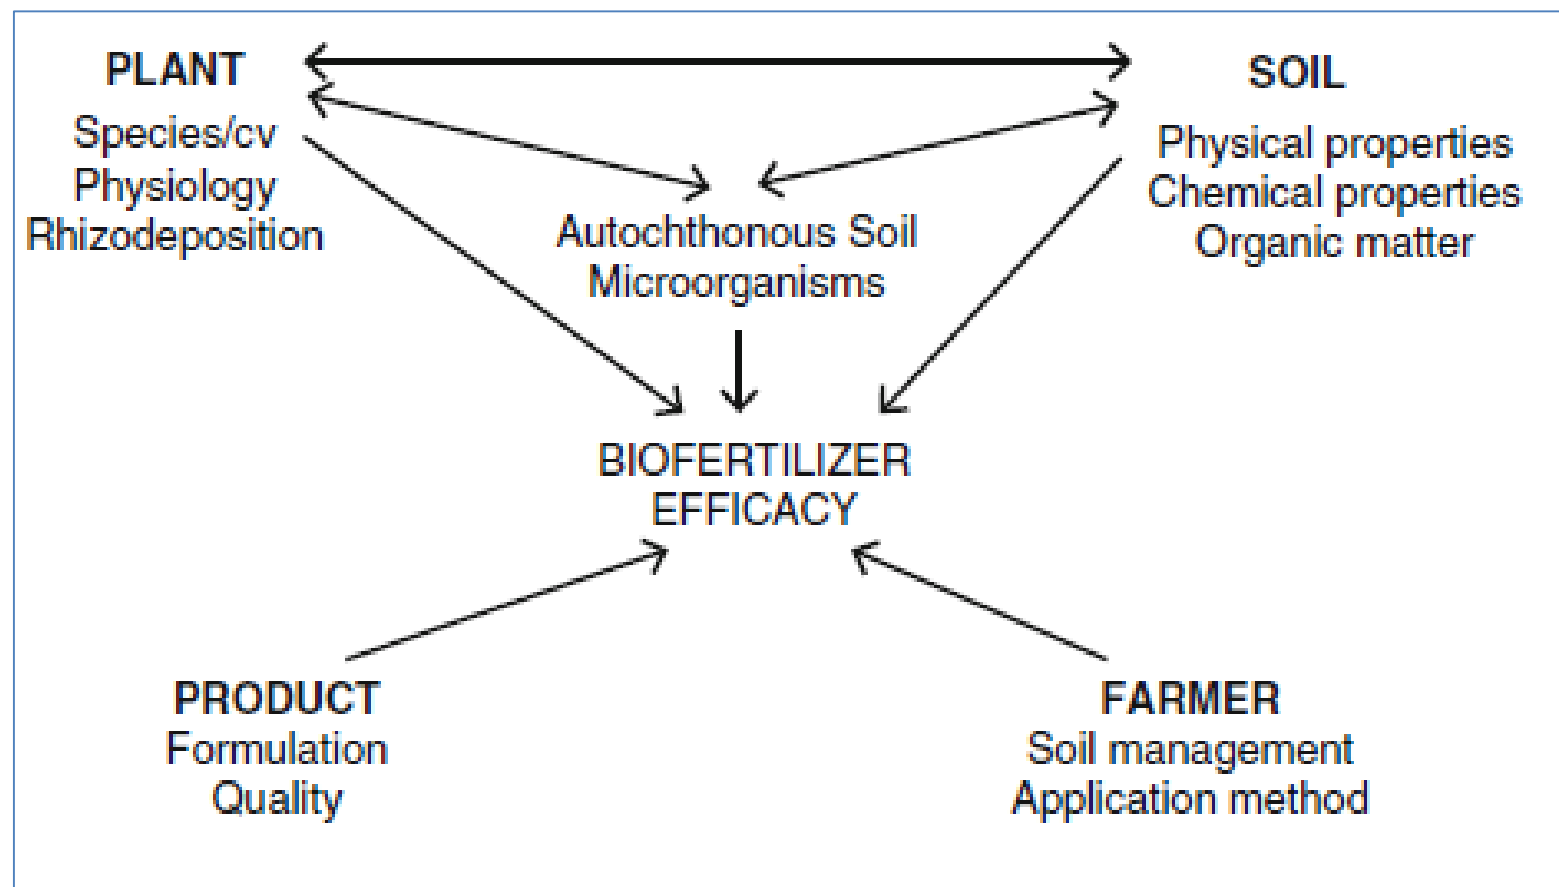 PLANT
Species/cv
Physiology
Rhizodeposition
SOIL
Physical properties
Chemical properties
Organic matter
Autochthonous Soil
Microorganisms
BIOFERTILIZER
EFFICACY
PRODUCT
Formulation
Quality
FARMER
Soil management
Application method